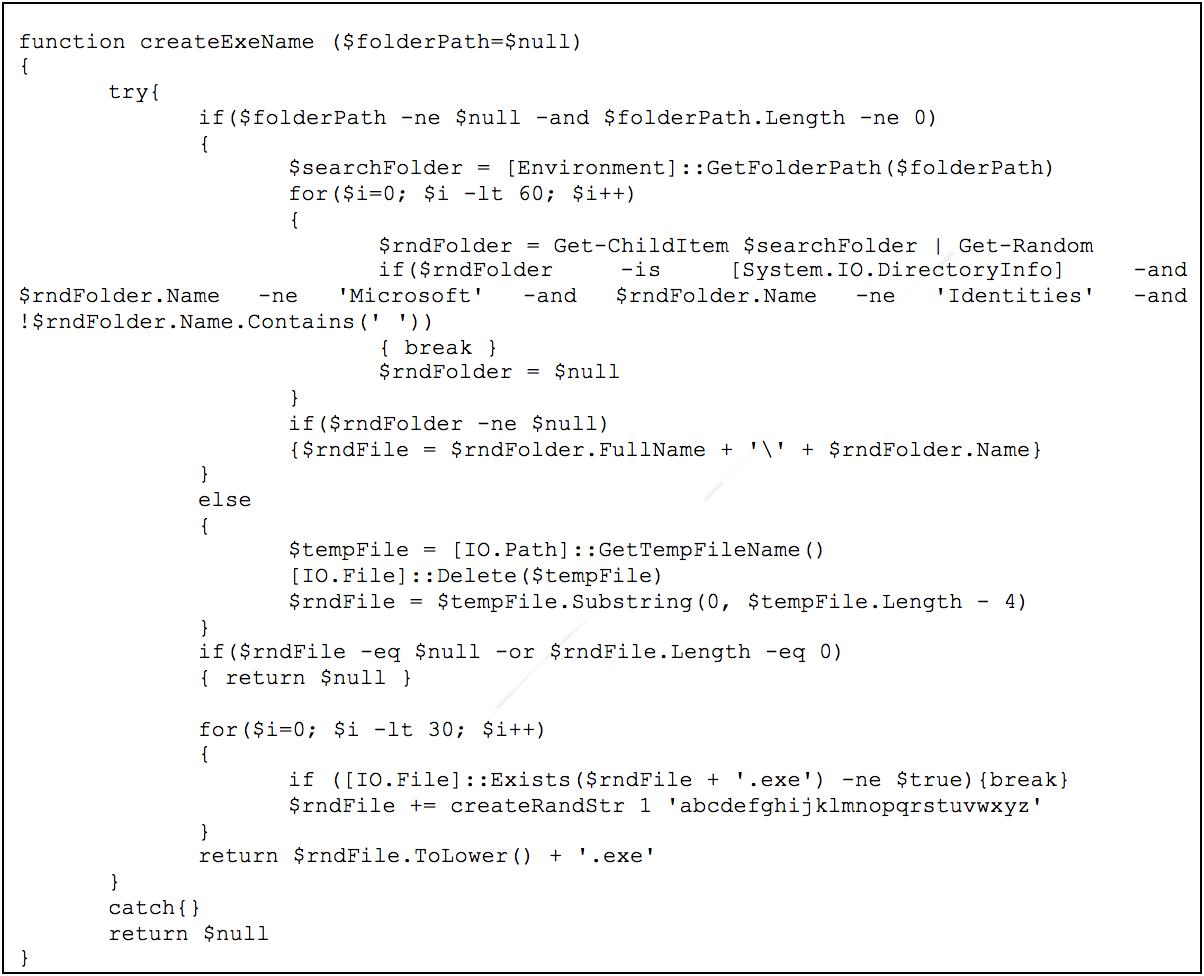 function createExeName ($folderPath=$null)
{
try{
if($folderPath -ne $null -and $folderPath.Length -ne 0)
{
$searchFolder = [Environment]::GetFolderPath($folderPath)
for($i=0; $i -lt 60; $i++)
{
$rndFolder = Get-ChildItem $searchFolder | Get-Random
if($rndFolder -is [System.IO.DirectoryInfo] -and
$rndFolder.Name -ne 'Microsoft' -and $rndFolder.Name -ne 'Identities' -and
!$rndFolder.Name.Contains(' '))
{ break }
$rndFolder = $null
}
if($rndFolder -ne $null)
{$rndFile = $rndFolder.FullName + '\' + $rndFolder.Name}
}
else
{
$tempFile = [IO.Path]::GetTempFileName()
[IO.File]::Delete($tempFile)
$rndFile = $tempFile.Substring(0, $tempFile.Length - 4)
}
if($rndFile -eq $null -or $rndFile.Length -eq 0)
{ return $null }
for($i=0; $i -lt 30; $i++)
{
if ([IO.File]::Exists($rndFile + '.exe') -ne $true){break}
$rndFile += createRandStr 1 'abcdefghijklmnopqrstuvwxyz'
}
return $rndFile.ToLower() + '.exe'
}
catch{}
return $null
}